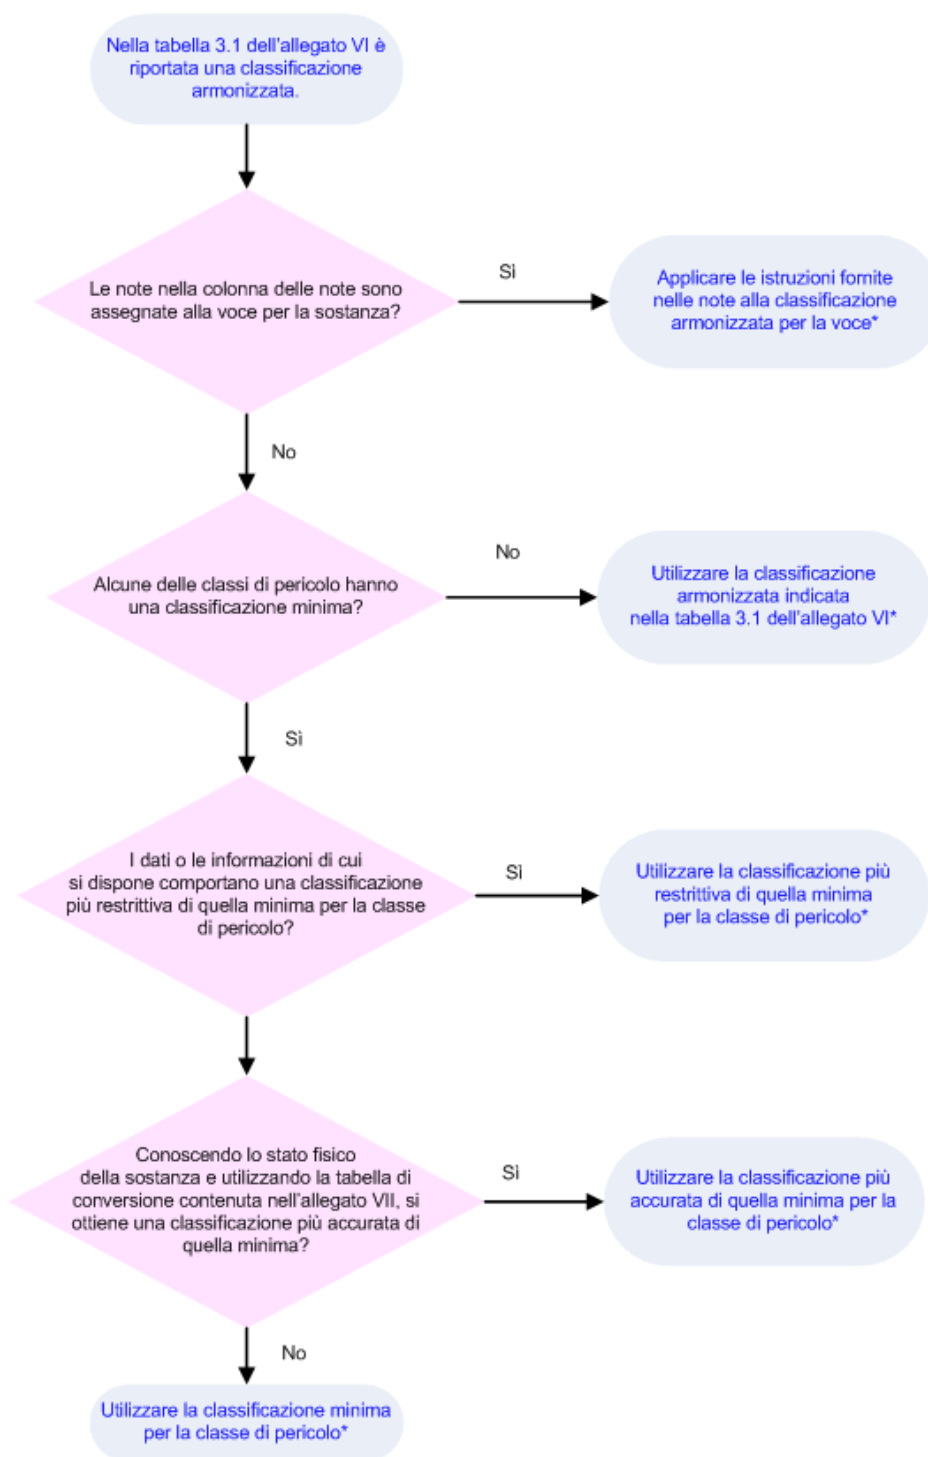 Nella tabella 3.1 dell'allegato VI è
riportata una classificazione
armonizzata.
Le note nella colonna delle note sono
assegnate alla voce per la sostanza?
Sì
Applicare le istruzioni fornite
nelle note alla classificazione
armonizzata per la voce*
No
Alcune delle classi di pericolo hanno
una classificazione minima?
No
Utilizzare la classificazione
armonizzata indicata
nella tabella 3.1 dell'allegato VI*
Sì
I dati o le informazioni di cui
si dispone comportano una classificazione
più restrittiva di quella minima per la classe
di pericolo?
Sì
Utilizzare la classificazione più
restrittiva di quella minima
per la classe di pericolo*
Conoscendo lo stato fisico
della sostanza e utilizzando la tabella di
conversione contenuta nell'allegato VII, si
ottiene una classificazione più accurata di
quella minima?
Sì
Utilizzare la classificazione più
accurata di quella minima per la
classe di pericolo*
No
Utilizzare la classificazione minima
per la classe di pericolo*